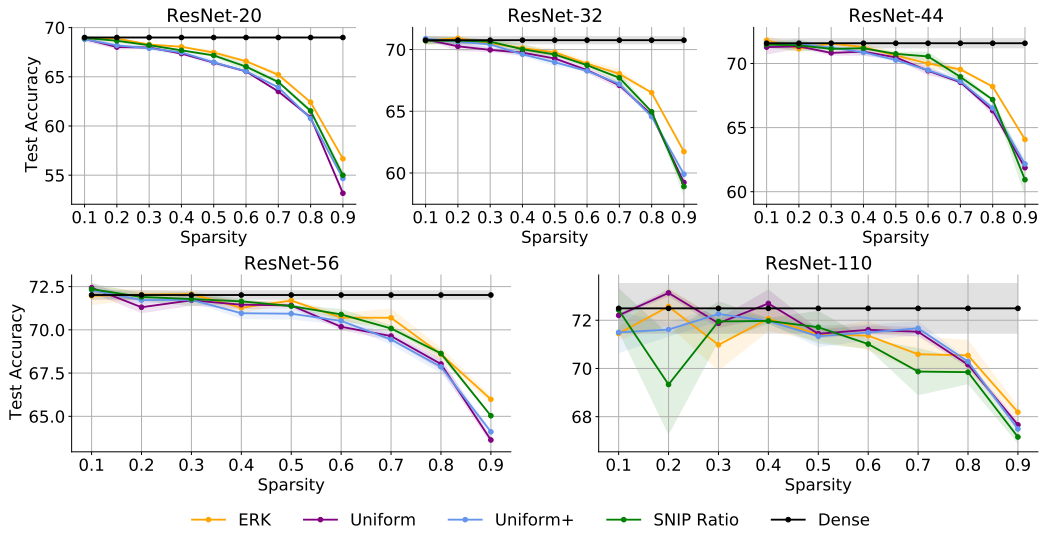 ResNet-20
ResNet-32
ResNet-44
Test Accuracy
70
65
60
55
0.1 0.2 0.3 0.4 0.5 0.6 0.7 0.8 0.9
Sparsity
70
65
60
0.1 0.2 0.3 0.4 0.5 0.6 0.7 0.8 0.9
Sparsity
70
65
60
0.1 0.2 0.3 0.4 0.5 0.6 0.7 0.8 0.9
Sparsity
ResNet-56
ResNet-110
Test Accuracy
72.5
70.0
67.5
65.0
0.1 0.2 0.3 0.4 0.5 0.6 0.7 0.8 0.9
Sparsity
72
70
68
0.1 0.2 0.3 0.4 0.5 0.6 0.7 0.8 0.9
Sparsity
ERK Uniform Uniform+ SNIP Ratio Dense